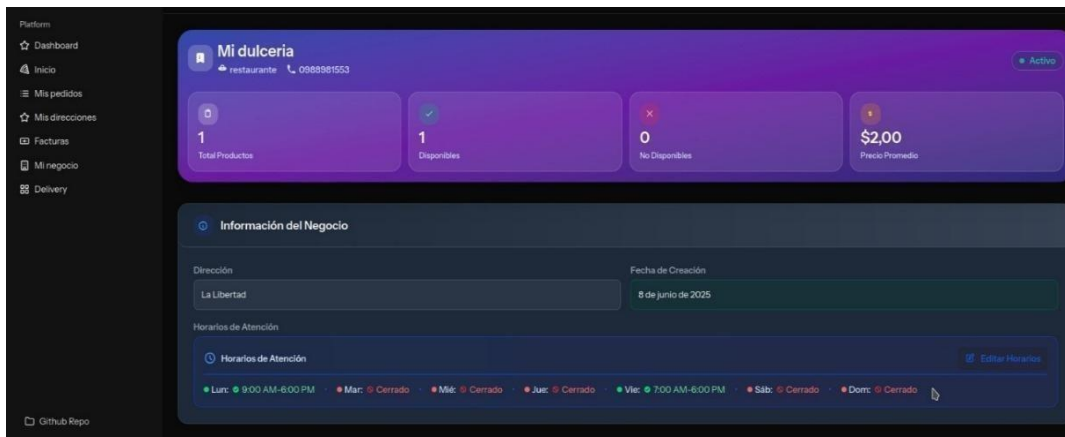 Platform
Dashboard
Inicio
Mis pedidos
Mis direcciones
Facturas
Mi negocio
Delivery
Github Repo
Mi dulceria
restaurante 0988981553
Activo
1
Total Productos
1
Disponibles
0
No Disponibles
$2,00
Precio Promedio
Información del Negocio
Dirección
La Libertad
Fecha de Creación
8 de junio de 2025
Horarios de Atención
Horarios de Atención
Editar Horarios
Lun: 9:00 AM-6:00 PM Mar: Cerrado Mié: Cerrado Jue: Cerrado Vie: 7:00 AM-6:00 PM Sáb: Cerrado Dom: Cerrado